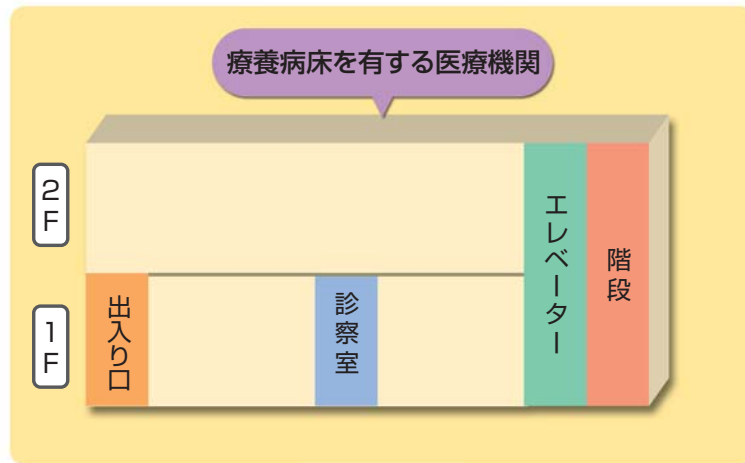 療養病床を有する医療機関
2F
1F
出入り口
診察室
エレベーター
階段